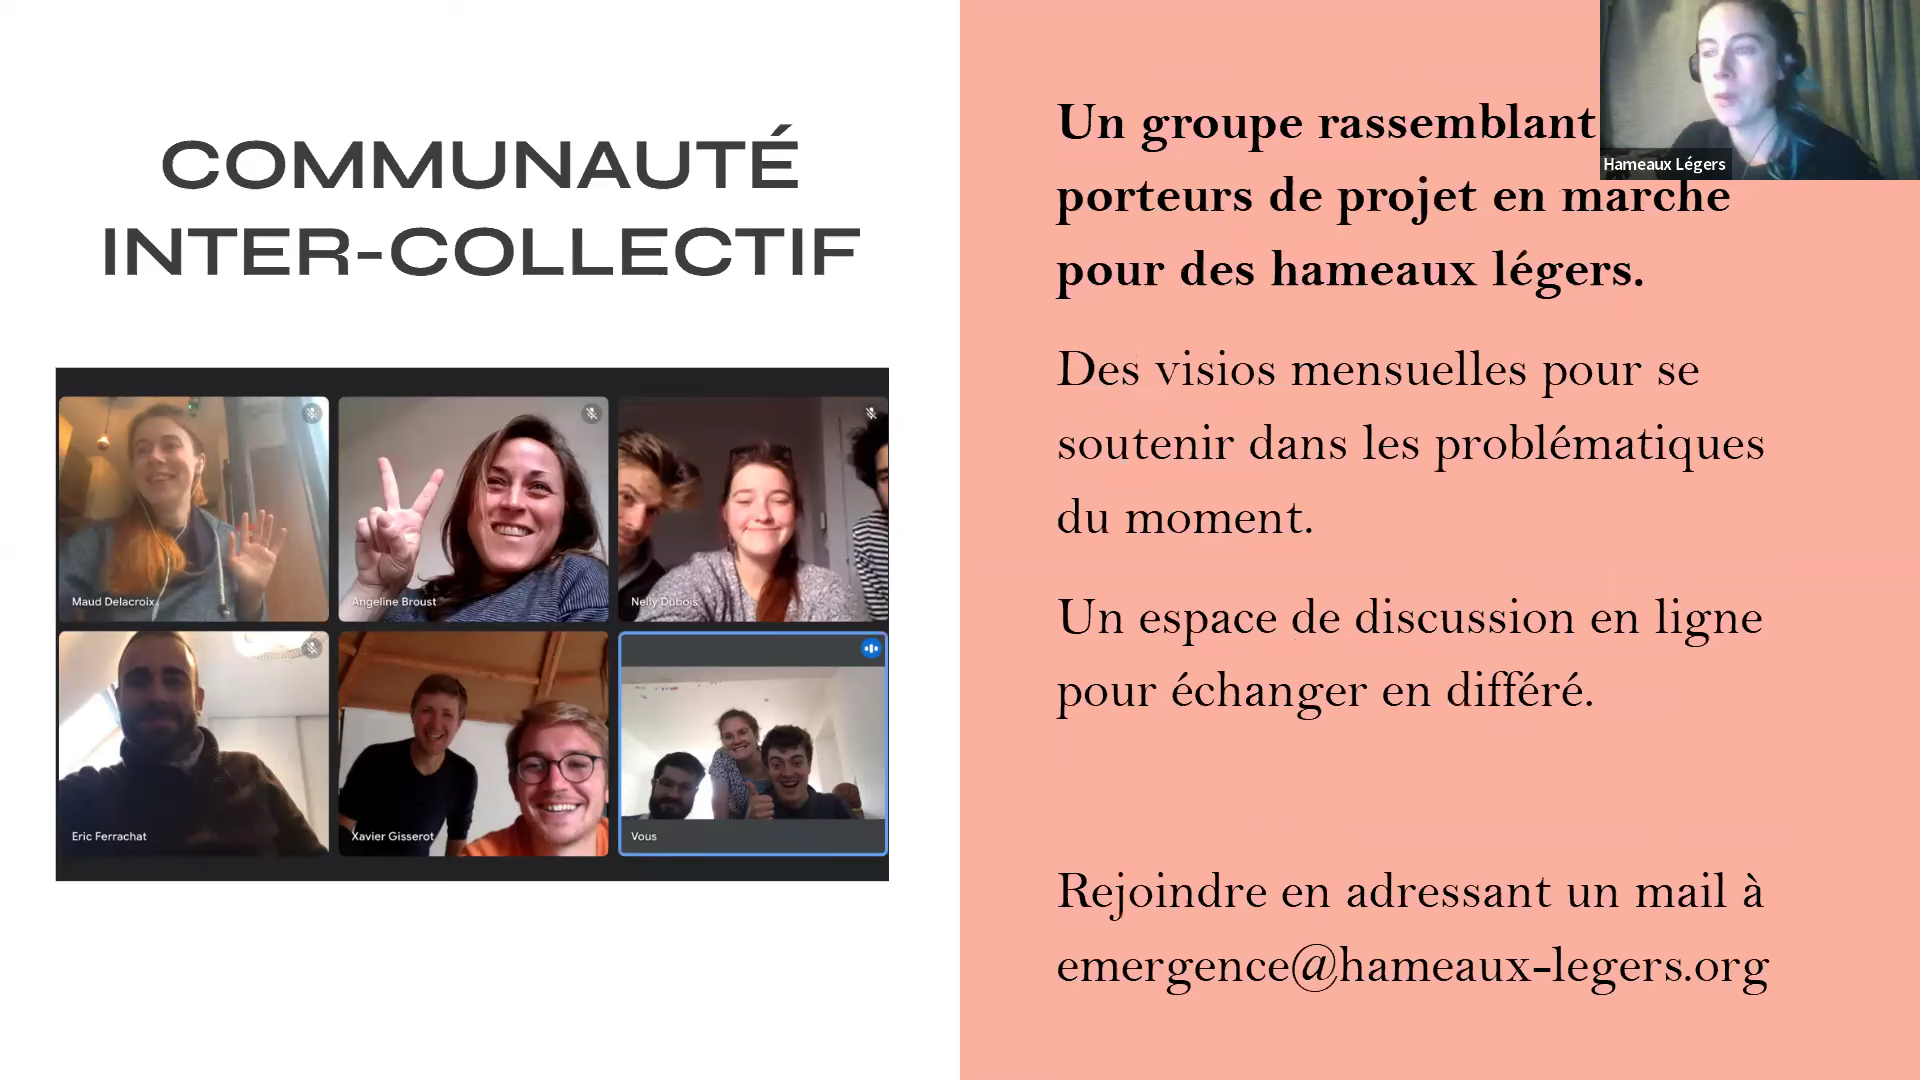 COMMUNAUTÉ
INTER-COLLECTIF
Maud Delacroix
Angeline Broust
Nelly Dubois
Eric Ferrachat
Xavier Gisserot
Vous
Un groupe rassemblant
porteurs de projet en marche
pour des hameaux légers.
Des visios mensuelles pour se
soutenir dans les problématiques
du moment.
Un espace de discussion en ligne
pour échanger en différé.
Rejoindre en adressant un mail à
emergence@hameaux-legers.org
Hameaux Légers